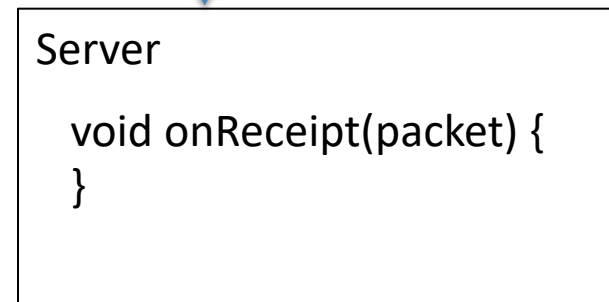 Server
void onReceipt(packet) {
}